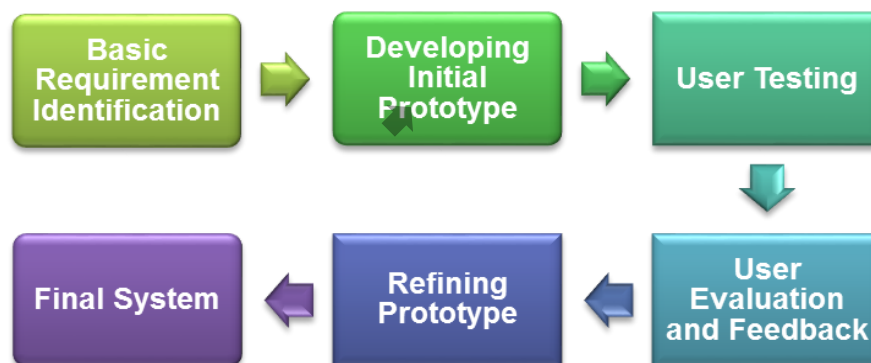 Basic
Requirement
Identification
Developing
Initial
Prototype
User Testing
User
Evaluation
and Feedback
Refining
Prototype
Final System